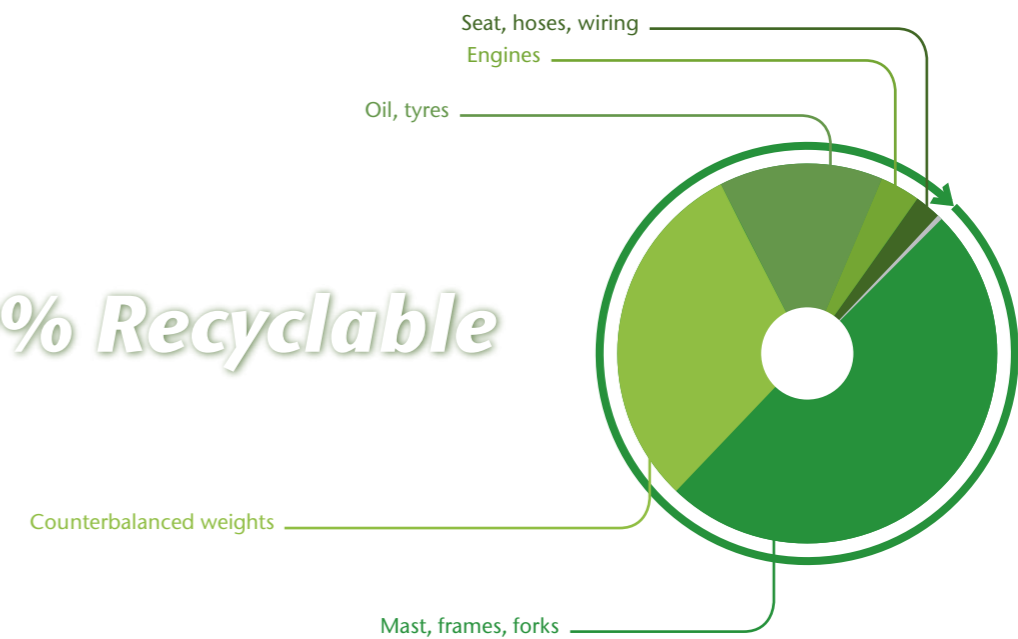 Seat, hoses, wiring
Engines
Oil, tyres
% Recyclable
Counterbalanced weights
Mast, frames, forks